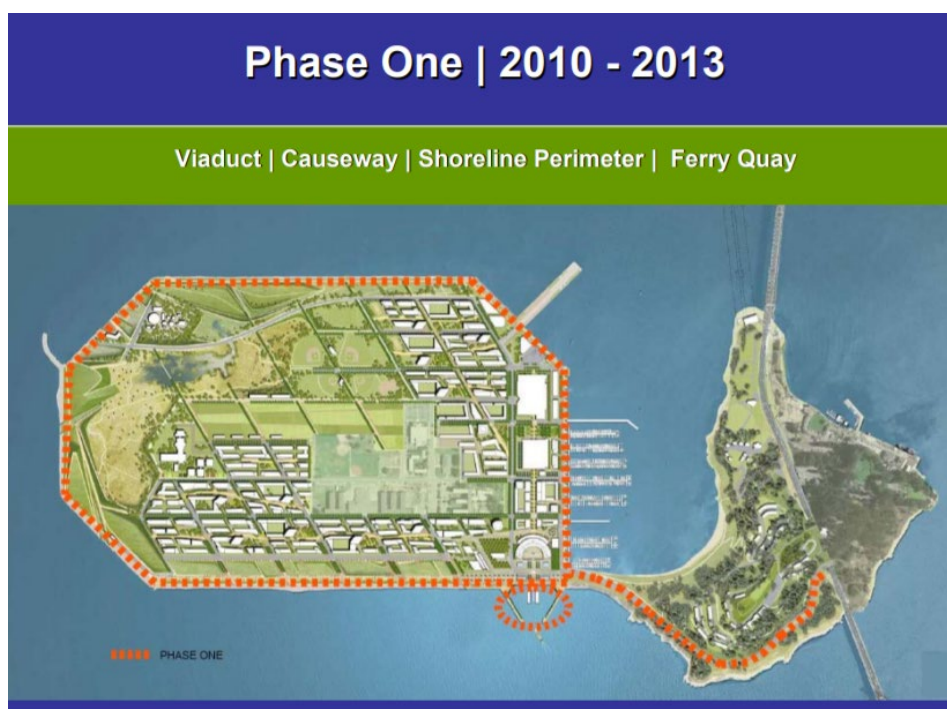 Phase One | 2010 - 2013
Viaduct | Causeway | Shoreline Perimeter | Ferry Quay
PHASE ONE